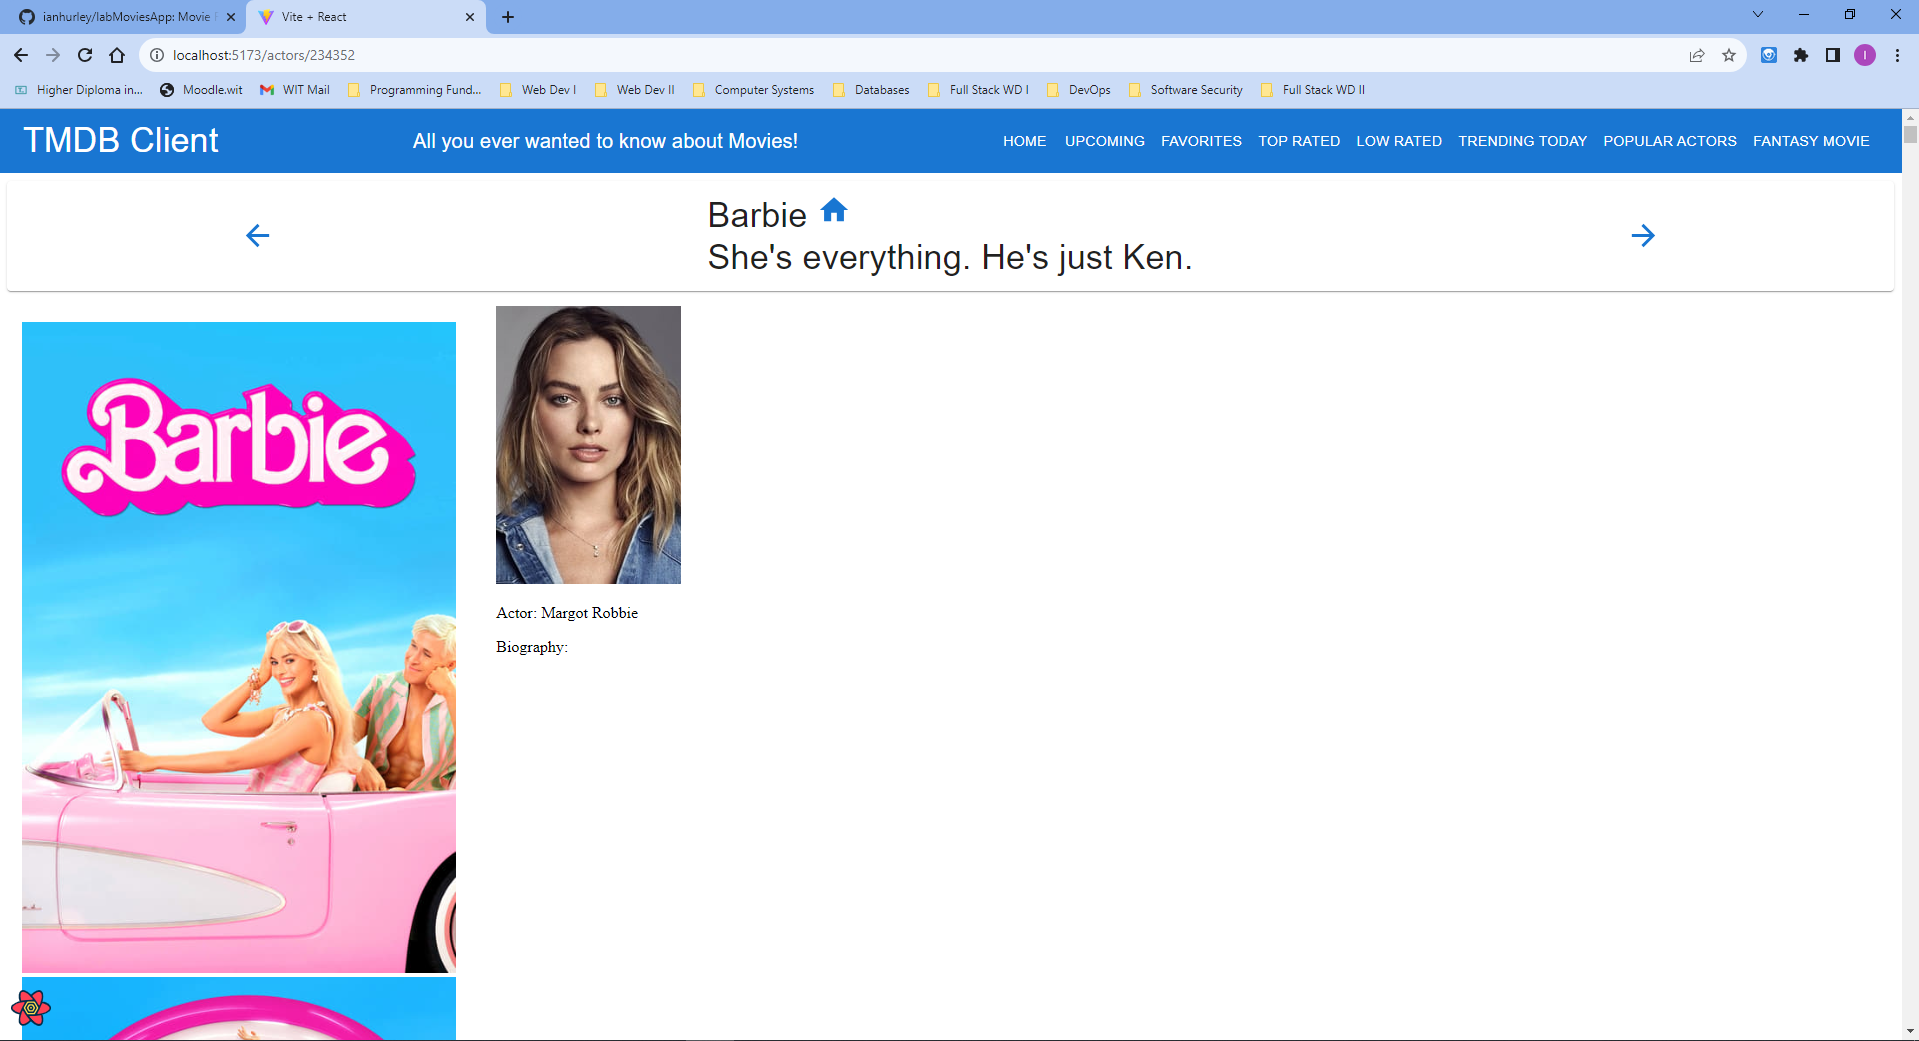 ianhurley/labMoviesApp: Movie
Vite + React
localhost:5173/actors/234352
I
Higher Diploma in...
Moodle.wit
WIT Mail
Programming Fund...
Web Dev I
Web Dev II
Computer Systems
Databases
Full Stack WD I
DevOps
Software Security
Full Stack WD II
TMDB Client
All you ever wanted to know about Movies!
HOME
UPCOMING
FAVORITES
TOP RATED
LOW RATED
TRENDING TODAY
POPULAR ACTORS
FANTASY MOVIE
Barbie
She's everything. He's just Ken.
Barbie
Actor: Margot Robbie
Biography: